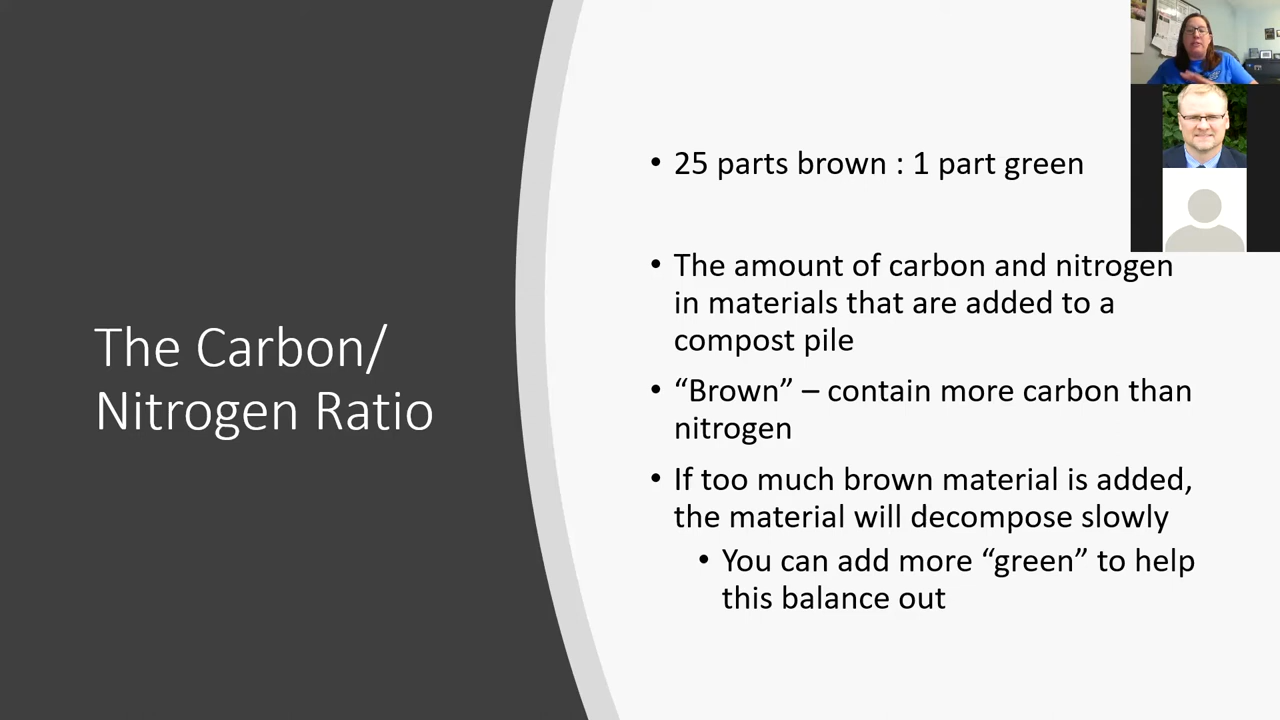 The Carbon/
Nitrogen Ratio
• 25 parts brown : 1 part green
• The amount of carbon and nitrogen
in materials that are added to a
compost pile
• “Brown” – contain more carbon than
nitrogen
• If too much brown material is added,
the material will decompose slowly
• You can add more “green” to help
this balance out